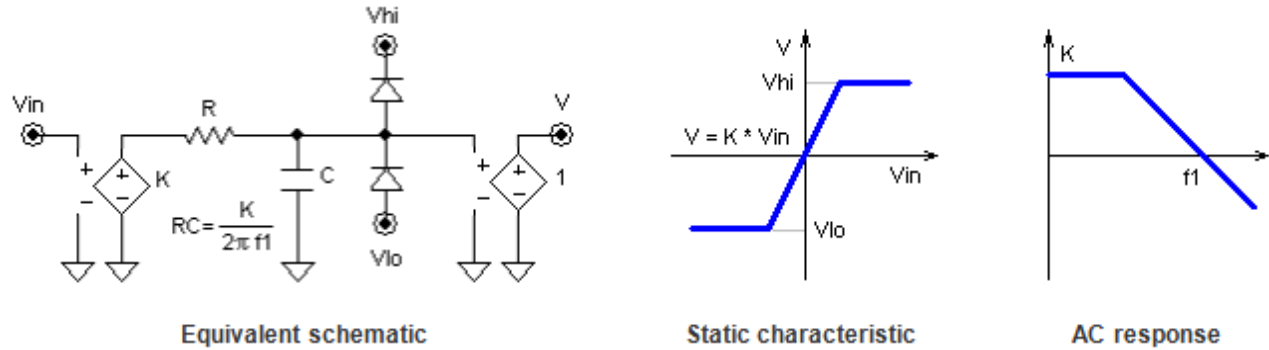 Vhi
Vin
R
V
+
−
+
−
K
C
+
−
+
−
1
RC= K / 2π f1
Vlo
Equivalent schematic
V
Vhi
V = K * Vin
Vin
Vlo
Static characteristic
K
f1
AC response